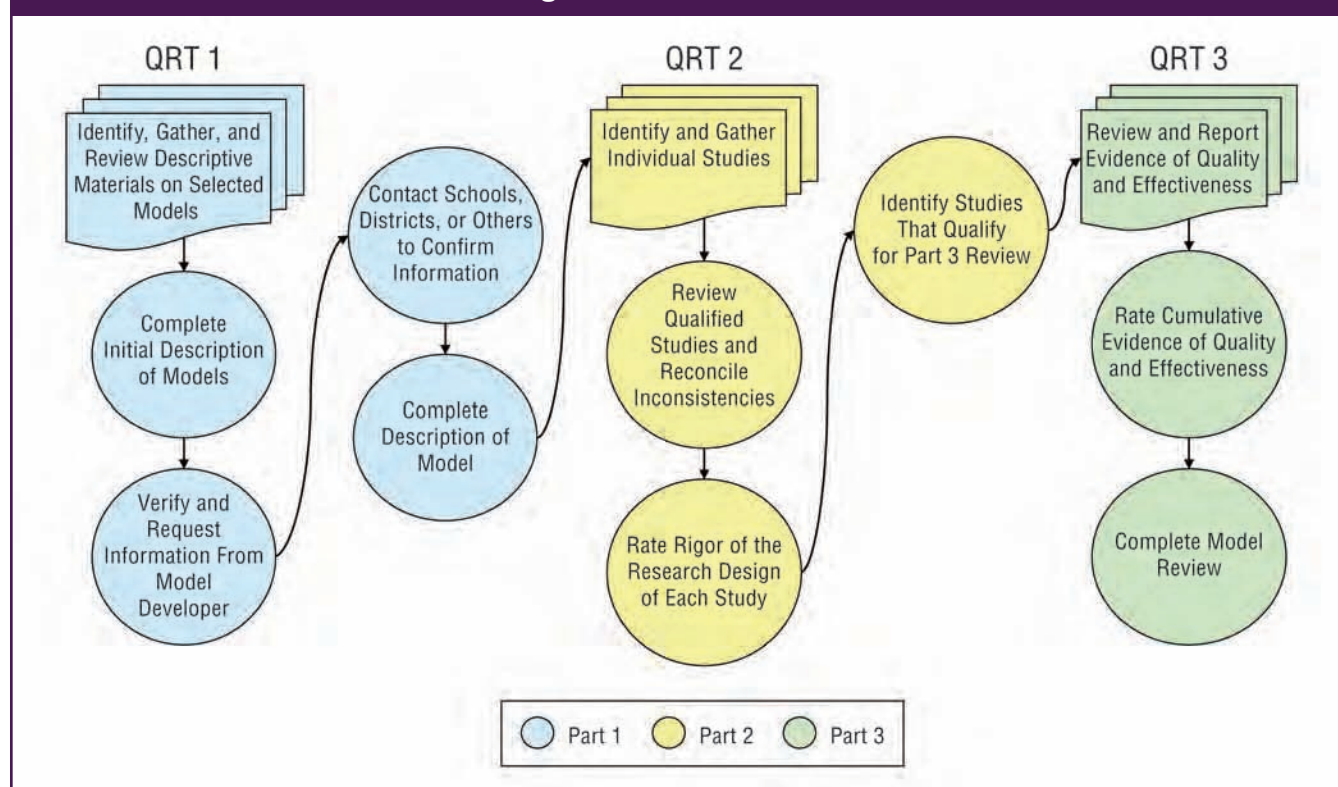 QRT 1
Identify, Gather, and
Review Descriptive
Materials on Selected
Models
Complete
Initial Description
of Models
Verify and
Request
Information From
Model
Developer
Contact Schools,
Districts, or Others
to Confirm
Information
Complete
Description of
Model
QRT 2
Identify and Gather
Individual Studies
Review
Qualified
Studies and
Reconcile
Inconsistencies
Rate Rigor of the
Research Design
of Each Study
Identify Studies
That Qualify
for Part 3 Review
QRT 3
Review and Report
Evidence of Quality
and Effectiveness
Rate Cumulative
Evidence of Quality
and Effectiveness
Complete Model
Review
Part 1
Part 2
Part 3